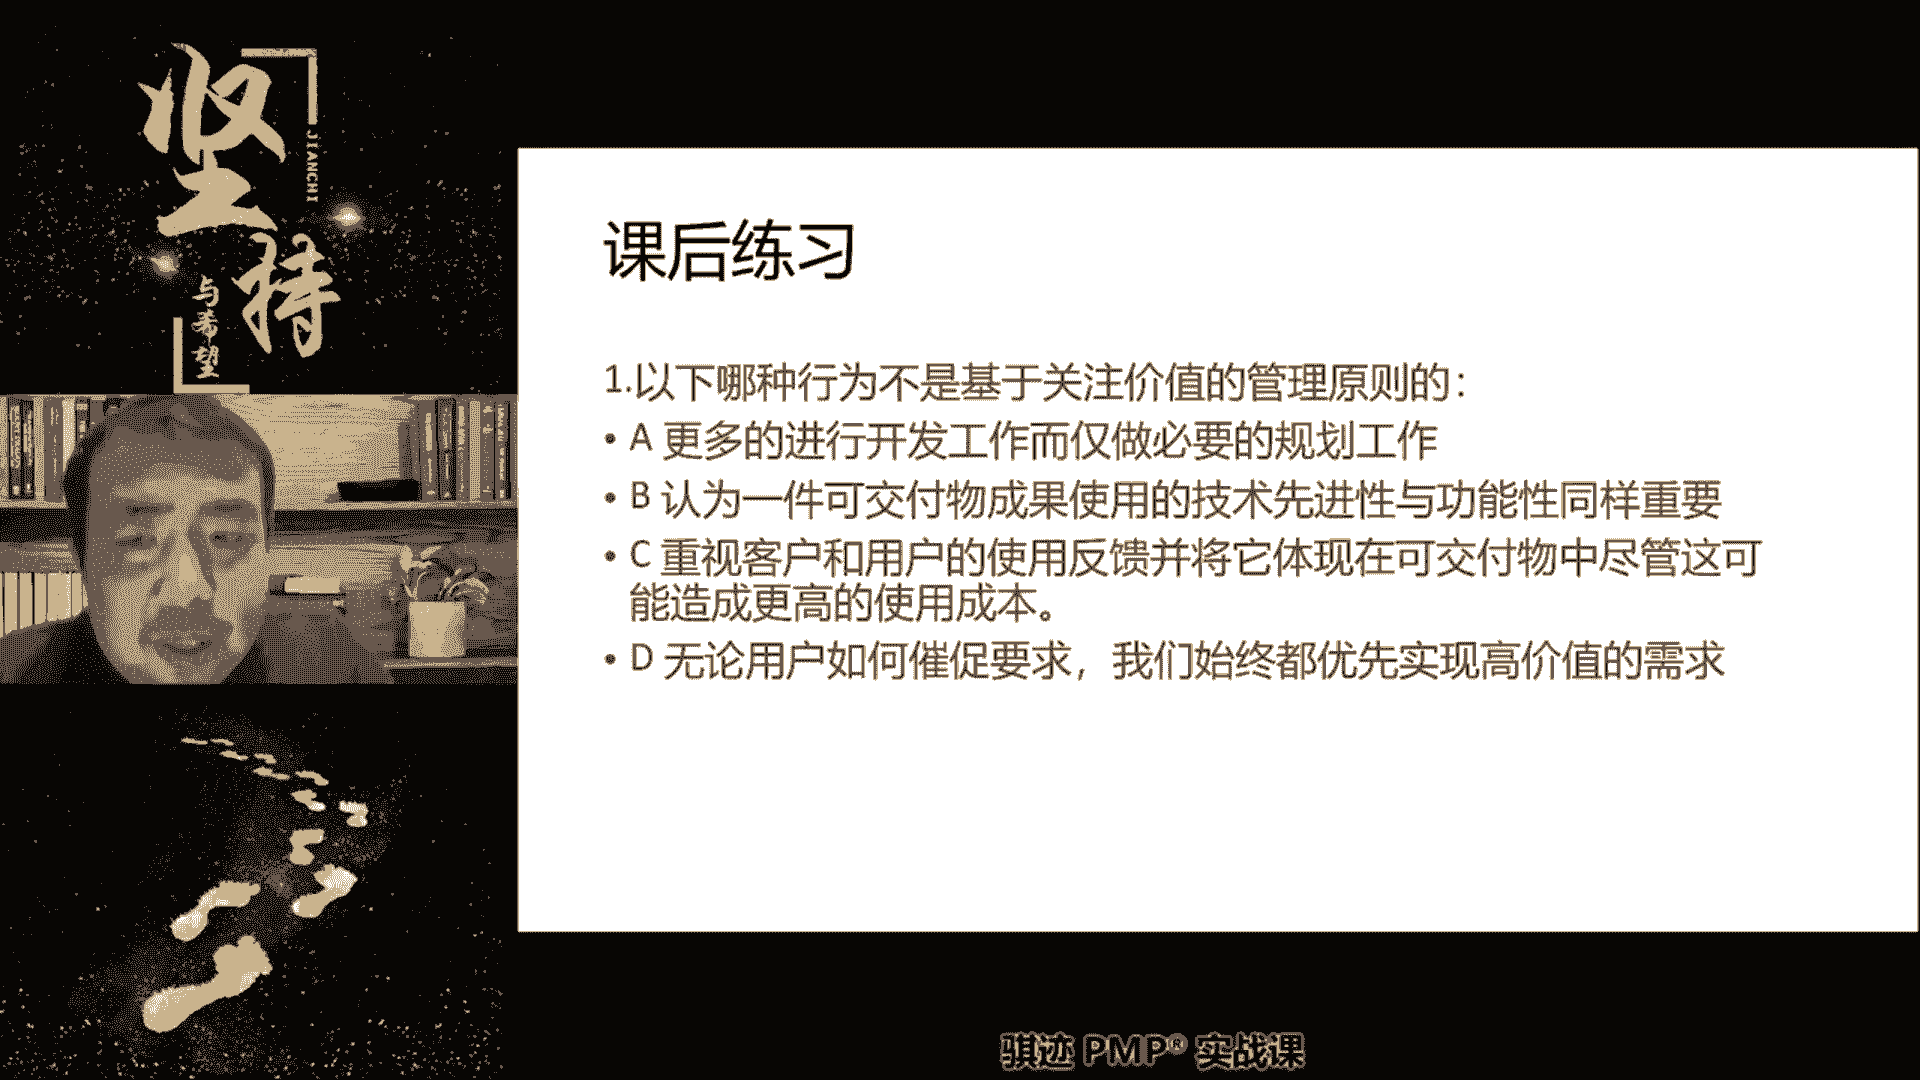 坚持
JIANCHI
与希望
课后练习
1.以下哪种行为不是基于关注价值的管理原则的：
• A 更多的进行开发工作而仅做必要的规划工作
• B 认为一件可交付物成果使用的技术先进性与功能性同样重要
• C 重视客户和用户的使用反馈并将它体现在可交付物中尽管这可
能造成更高的使用成本。
• D 无论用户如何催促要求，我们始终都优先实现高价值的需求
骐迹 PMP® 实战课